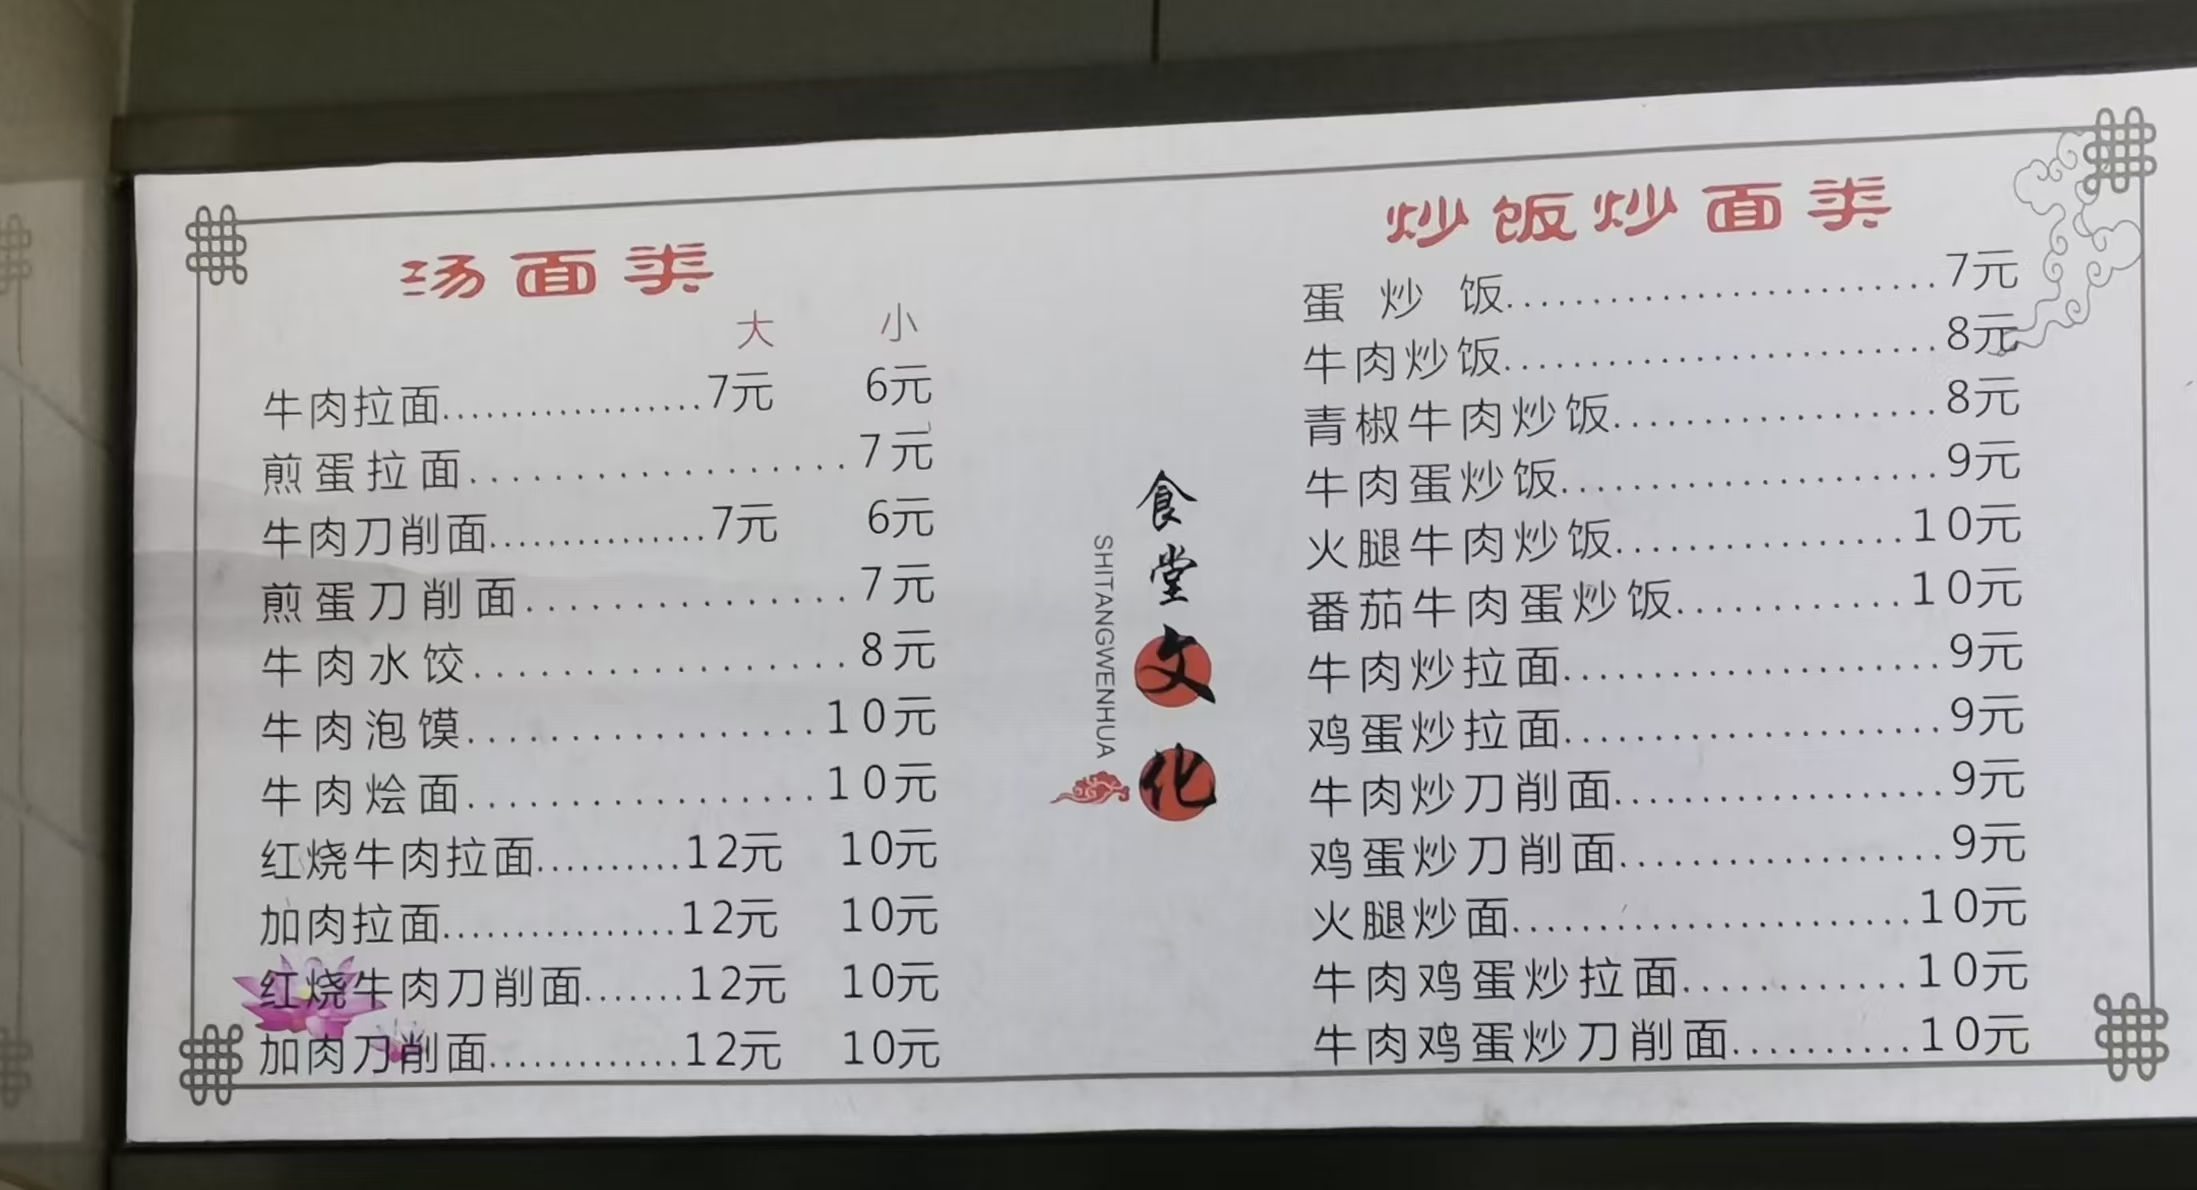 汤面类
大 小
牛肉拉面..................7元 6元
煎蛋拉面...................7元
牛肉刀削面...............7元 6元
煎蛋刀削面................7元
牛肉水饺...................8元
牛肉泡馍.................10元
牛肉烩面.................10元
红烧牛肉拉面..........12元 10元
加肉拉面................12元 10元
红烧牛肉刀削面.......12元 10元
加肉刀削面.............12元 10元
食堂文化
SHITANGWENHUA
炒饭炒面类
蛋炒饭........................7元
牛肉炒饭........................8元
青椒牛肉炒饭..................8元
牛肉蛋炒饭.....................9元
火腿牛肉炒饭................10元
番茄牛肉蛋炒饭............10元
牛肉炒拉面.....................9元
鸡蛋炒拉面.....................9元
牛肉炒刀削面..................9元
鸡蛋炒刀削面..................9元
火腿炒面......................10元
牛肉鸡蛋炒拉面............10元
牛肉鸡蛋炒刀削面..........10元